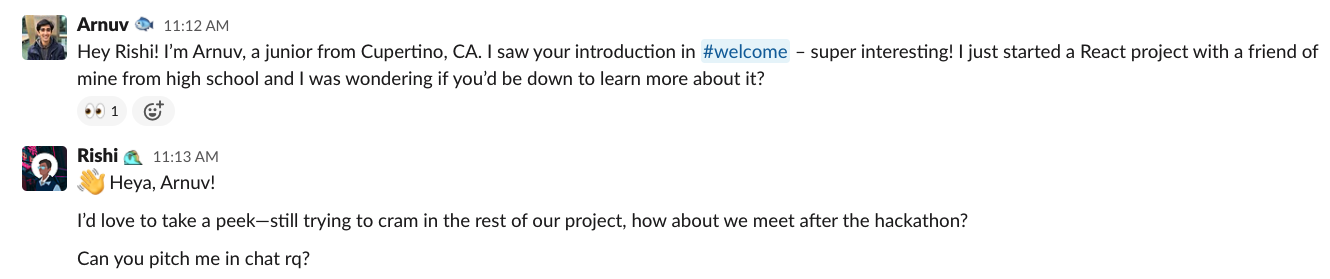 Arnuv 🐟 11:12 AM
Hey Rishi! I’m Arnuv, a junior from Cupertino, CA. I saw your introduction in #welcome – super interesting! I just started a React project with a friend of
mine from high school and I was wondering if you’d be down to learn more about it?
👀 1
Rishi 🌊 11:13 AM
👋 Heya, Arnuv!
I’d love to take a peek—still trying to cram in the rest of our project, how about we meet after the hackathon?
Can you pitch me in chat rq?